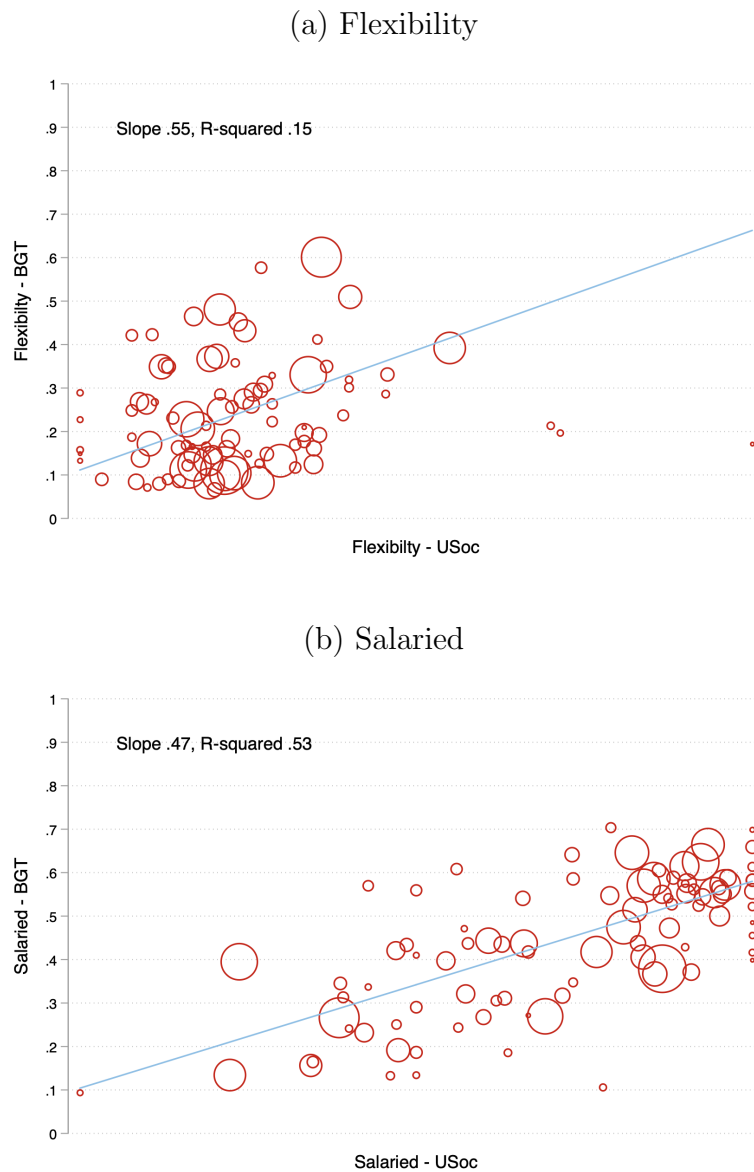 (a) Flexibility
1
Slope .55, R-squared .15
.9
.8
.7
.6
.5
.4
.3
.2
.1
0
Flexibilty - BGT
Flexibilty - USoc
(b) Salaried
1
Slope .47, R-squared .53
.9
.8
.7
.6
.5
.4
.3
.2
.1
0
Salaried - BGT
Salaried - USoc